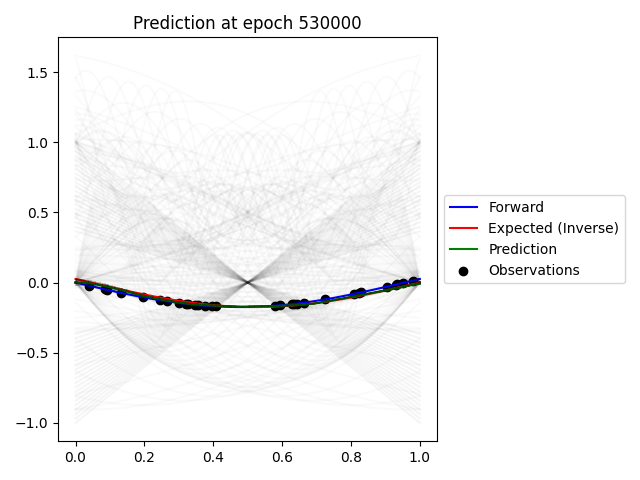 Prediction at epoch 530000
1.5
1.0
0.5
0.0
−0.5
−1.0
0.0 0.2 0.4 0.6 0.8 1.0
Forward
Expected (Inverse)
Prediction
Observations